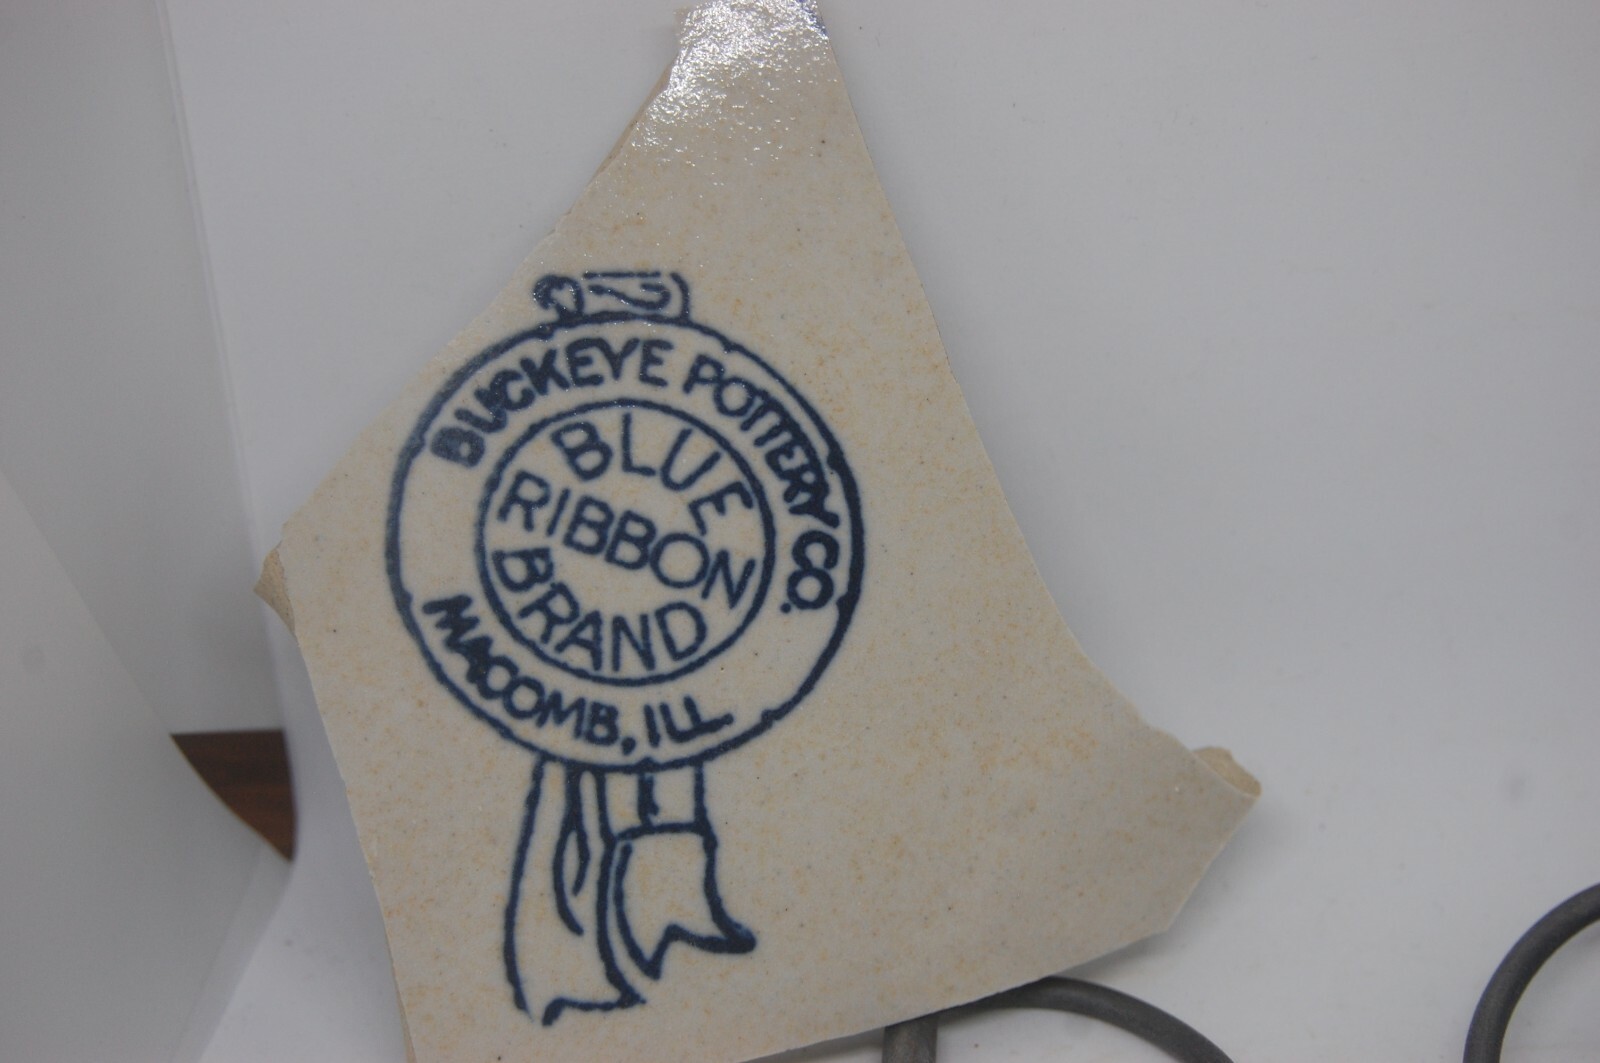 BUCKEYE POTTERY CO.
BLUE
RIBBON
BRAND
MACOMB, ILL